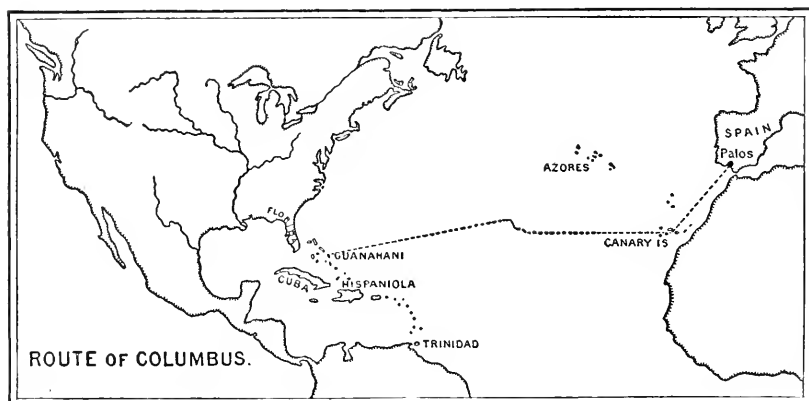 SPAIN
Palos
AZORES
FLOR
GUANAHANI
CANARY IS
CUBA
HISPANIOLA
TRINIDAD
ROUTE OF COLUMBUS.